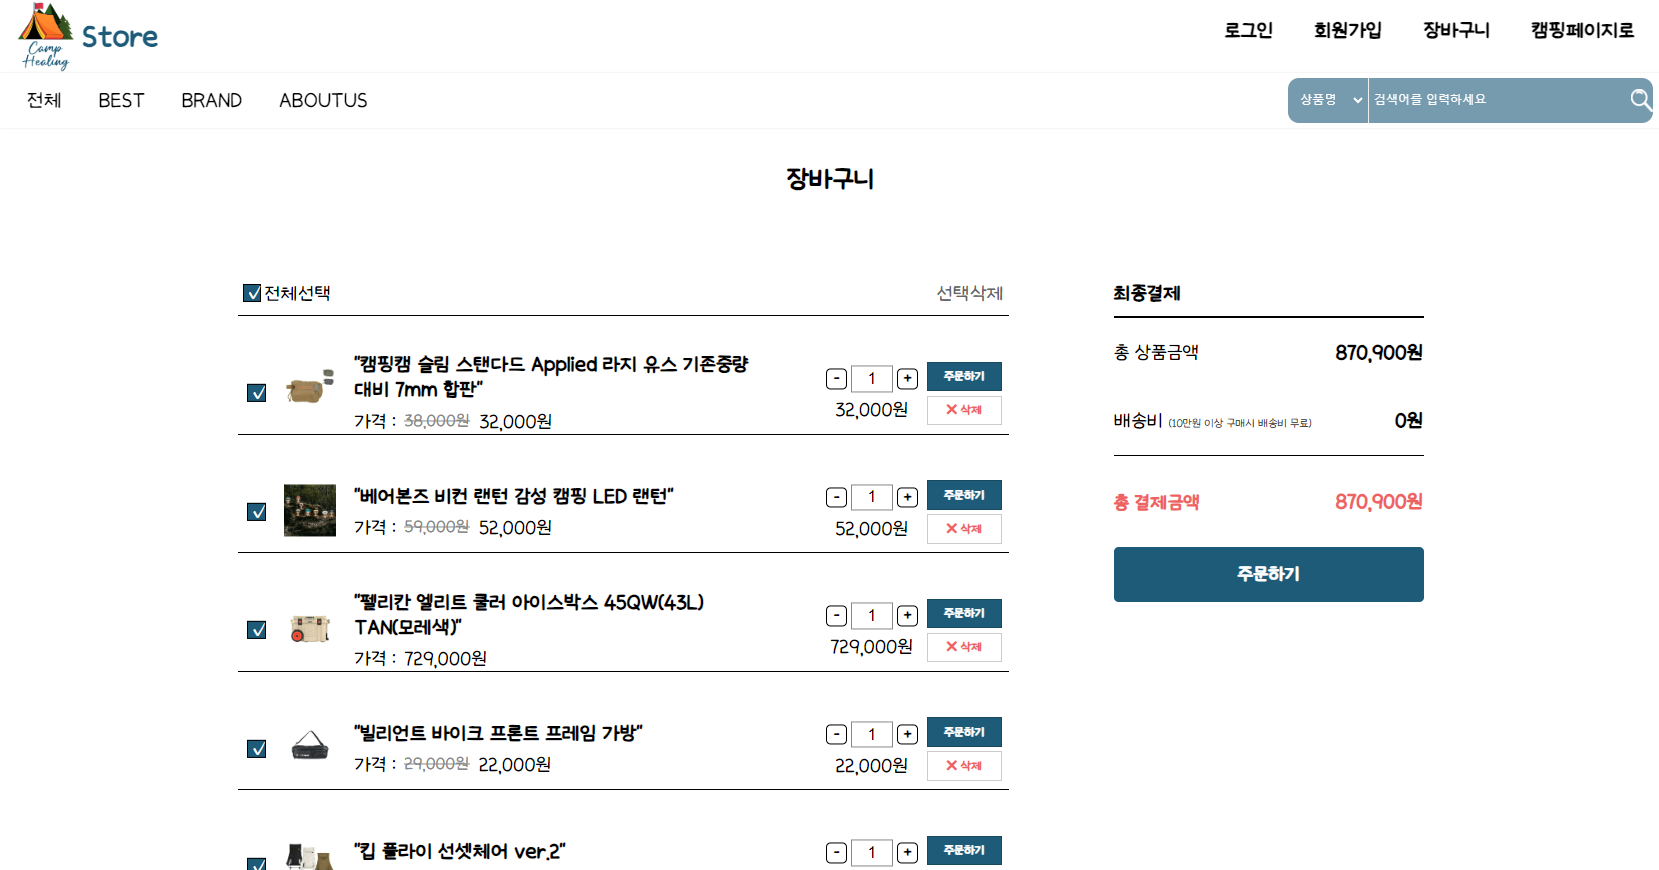 Camp
Healing
Store
로그인 회원가입 장바구니 캠핑페이지로
전체 BEST BRAND ABOUTUS
상품명 검색어를 입력하세요
장바구니
전체선택 선택삭제
"캠핑캠 슬림 스탠다드 Applied 라지 유스 기존중량
대비 7mm 합판"
가격 : 38,000원 32,000원
- 1 + 주문하기
32,000원 ✕ 삭제
"베어본즈 비컨 랜턴 감성 캠핑 LED 랜턴"
가격 : 59,000원 52,000원
- 1 + 주문하기
52,000원 ✕ 삭제
"펠리칸 엘리트 쿨러 아이스박스 45QW(43L)
TAN(모레색)"
가격 : 729,000원
- 1 + 주문하기
729,000원 ✕ 삭제
"빌리언트 바이크 프론트 프레임 가방"
가격 : 29,000원 22,000원
- 1 + 주문하기
22,000원 ✕ 삭제
"킵 플라이 선셋체어 ver.2"
- 1 + 주문하기
최종결제
총 상품금액 870,900원
배송비 (10만원 이상 구매시 배송비 무료) 0원
총 결제금액 870,900원
주문하기